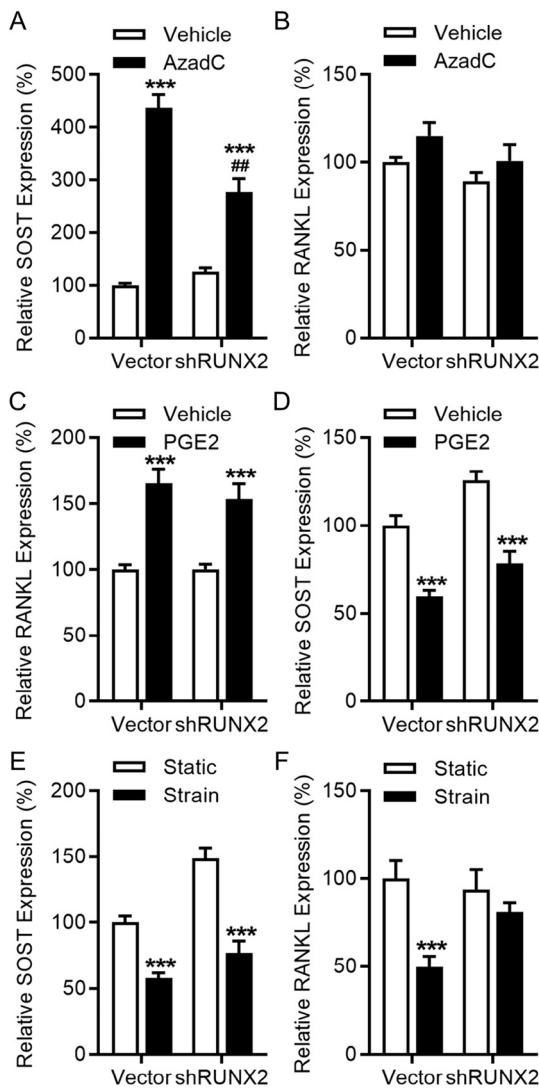 A
Vehicle
AzadC
Relative SOST Expression (%)
500
400
300
200
100
0
***
***
##
Vector shRUNX2
B
Vehicle
AzadC
Relative RANKL Expression (%)
150
100
50
0
Vector shRUNX2
C
Vehicle
PGE2
Relative RANKL Expression (%)
200
150
100
50
0
***
***
Vector shRUNX2
D
Vehicle
PGE2
Relative SOST Expression (%)
150
100
50
0
***
***
Vector shRUNX2
E
Static
Strain
Relative SOST Expression (%)
200
150
100
50
0
***
***
Vector shRUNX2
F
Static
Strain
Relative RANKL Expression (%)
150
100
50
0
***
Vector shRUNX2